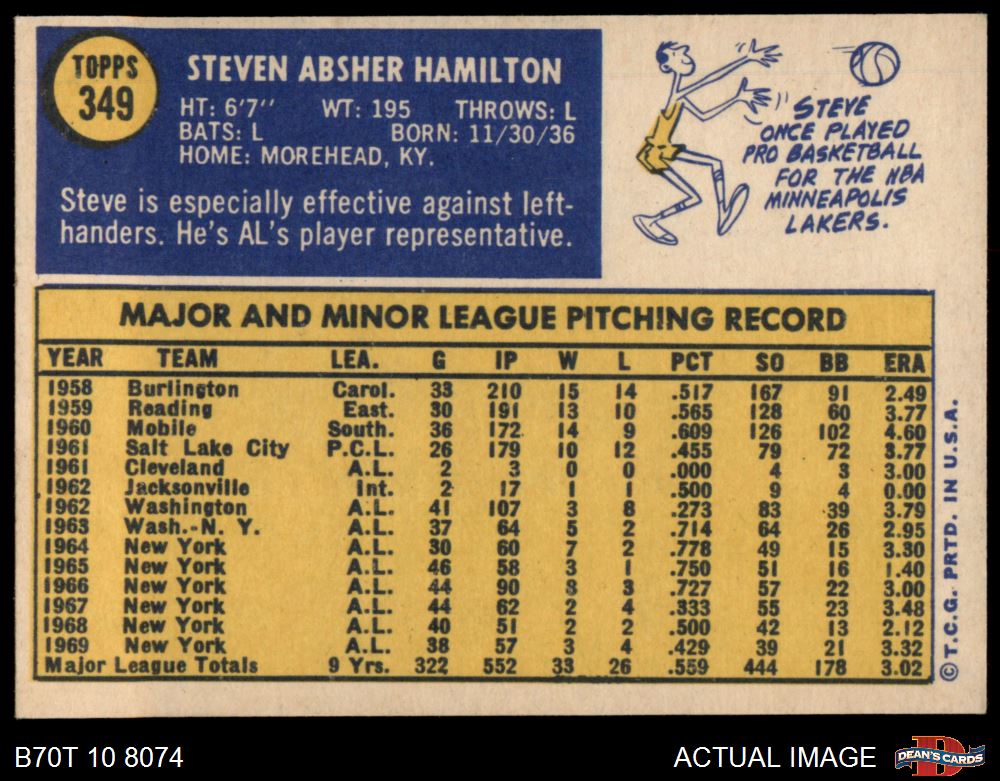 TOPPS
349
STEVEN ABSHER HAMILTON
HT: 6'7'' WT: 195 THROWS: L
BATS: L BORN: 11/30/36
HOME: MOREHEAD, KY.
Steve is especially effective against left-
handers. He's AL's player representative.
STEVE
ONCE PLAYED
PRO BASKETBALL
FOR THE NBA
MINNEAPOLIS
LAKERS.
MAJOR AND MINOR LEAGUE PITCHING RECORD
YEAR TEAM LEA. G IP W L PCT SO BB ERA
1958 Burlington Carol. 33 210 15 14 .517 167 91 2.49
1959 Reading East. 30 191 13 10 .565 128 60 3.77
1960 Mobile South. 36 172 14 9 .609 126 102 4.60
1961 Salt Lake City P.C.L. 26 179 10 12 .455 79 72 3.77
1961 Cleveland A.L. 2 3 0 0 .000 4 3 3.00
1962 Jacksonville Int. 2 17 1 1 .500 9 4 0.00
1962 Washington A.L. 41 107 3 8 .273 83 39 3.79
1963 Wash.-N. Y. A.L. 37 64 5 2 .714 64 26 2.95
1964 New York A.L. 30 60 7 2 .778 49 15 3.30
1965 New York A.L. 46 58 3 1 .750 51 16 1.40
1966 New York A.L. 44 90 8 3 .727 57 22 3.00
1967 New York A.L. 44 62 2 4 .333 55 23 3.48
1968 New York A.L. 40 51 2 2 .500 42 13 2.12
1969 New York A.L. 38 57 3 4 .429 39 21 3.32
Major League Totals 9 Yrs. 322 552 33 26 .559 444 178 3.02
©T.C.G. PRTD. IN U.S.A.
B70T 10 8074
ACTUAL IMAGE
D
DEAN'S CARDS